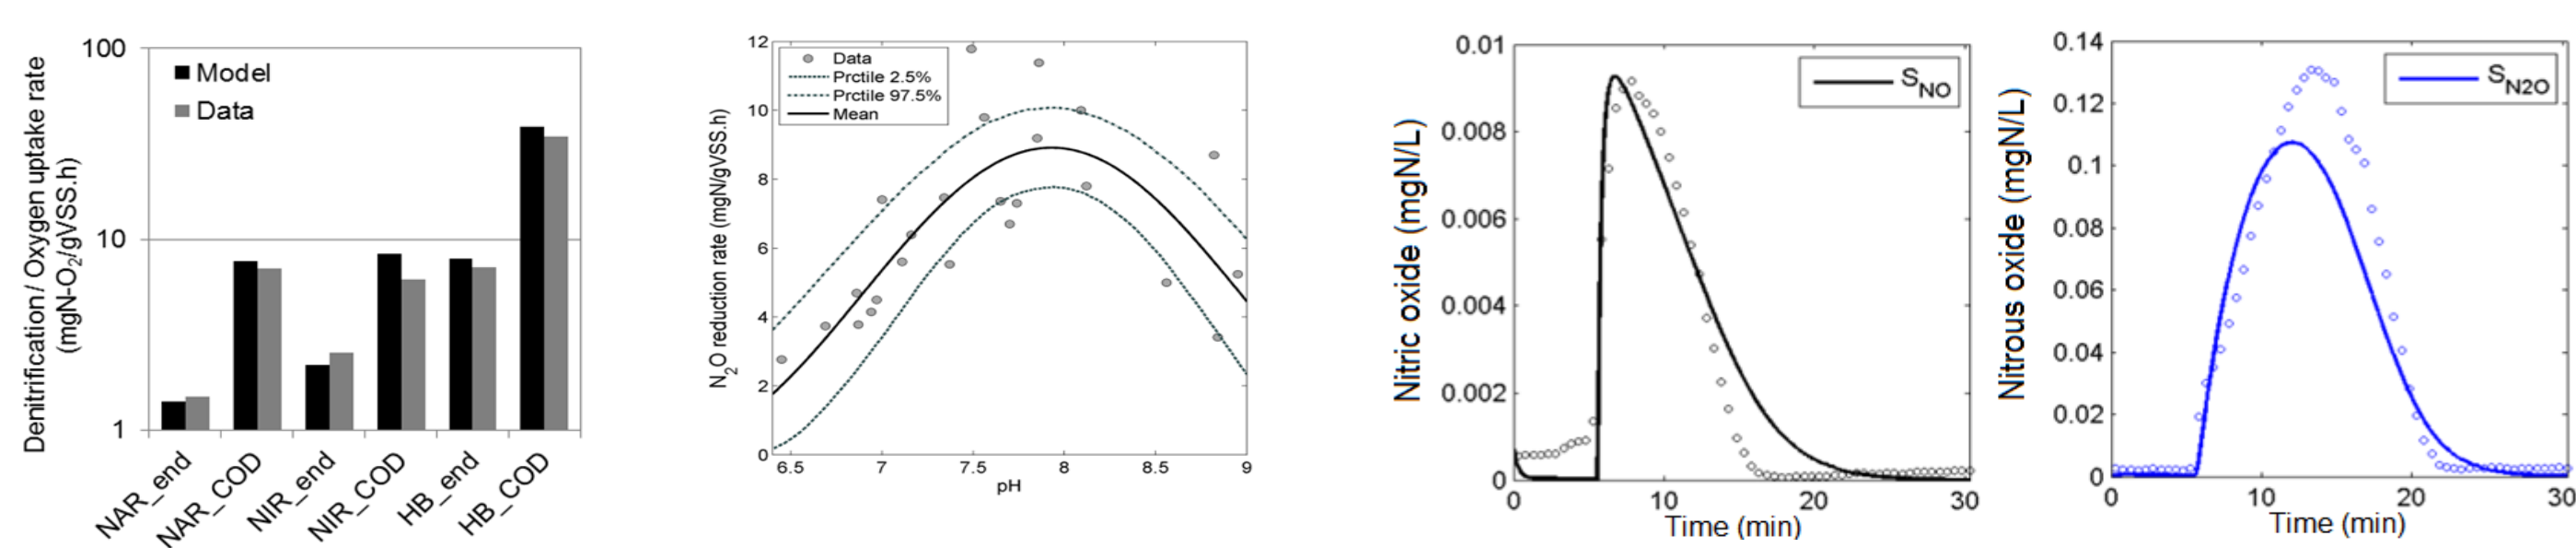 Denitrification / Oxygen uptake rate
(mgN-O2/gVSS.h)
100
10
1
Model
Data
NAR_end
NAR_COD
NIR_end
NIR_COD
HB_end
HB_COD
N2O reduction rate (mgN/gVSS.h)
12
10
8
6
4
2
0
Data
Prctile 2.5%
Prctile 97.5%
Mean
6.5 7 7.5 8 8.5 9
pH
Nitric oxide (mgN/L)
0.01
0.008
0.006
0.004
0.002
0
SNO
0 10 20 30
Time (min)
Nitrous oxide (mgN/L)
0.14
0.12
0.1
0.08
0.06
0.04
0.02
0
SN2O
0 10 20 30
Time (min)